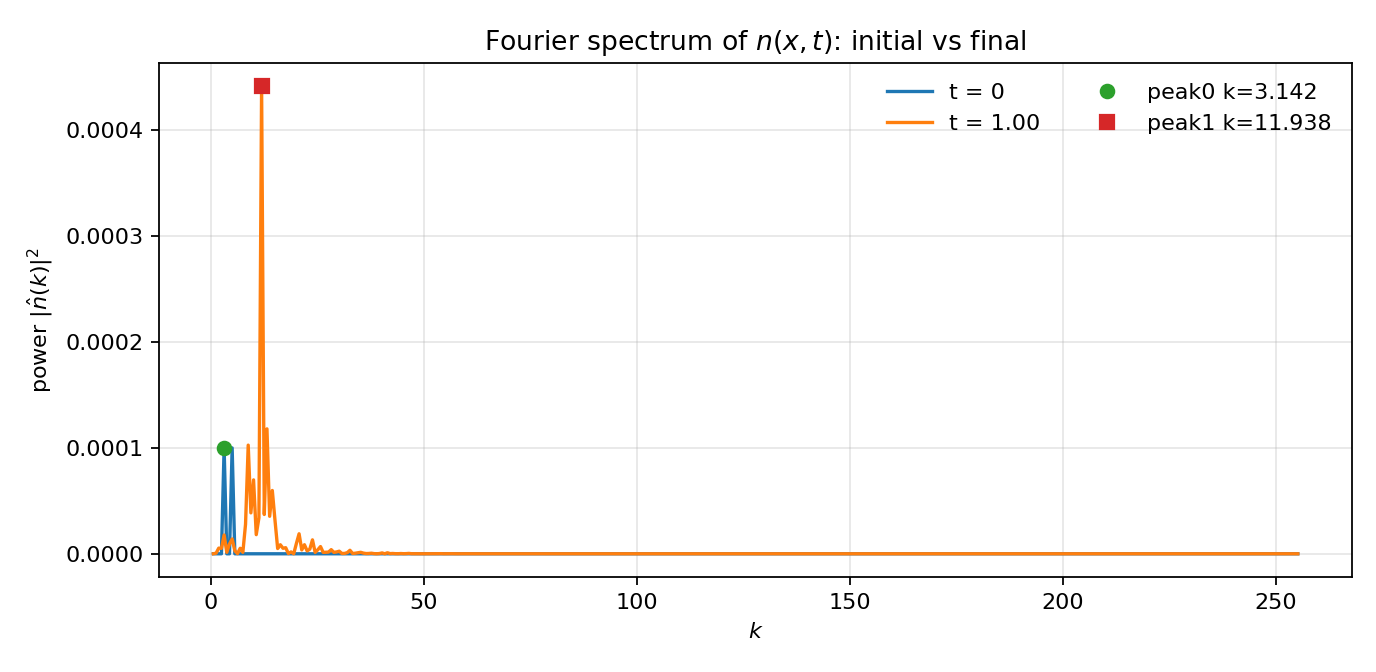 Fourier spectrum of n(x, t): initial vs final
t = 0
t = 1.00
peak0 k=3.142
peak1 k=11.938
power |n̂(k)|²
0.0004
0.0003
0.0002
0.0001
0.0000
0
50
100
150
200
250
k